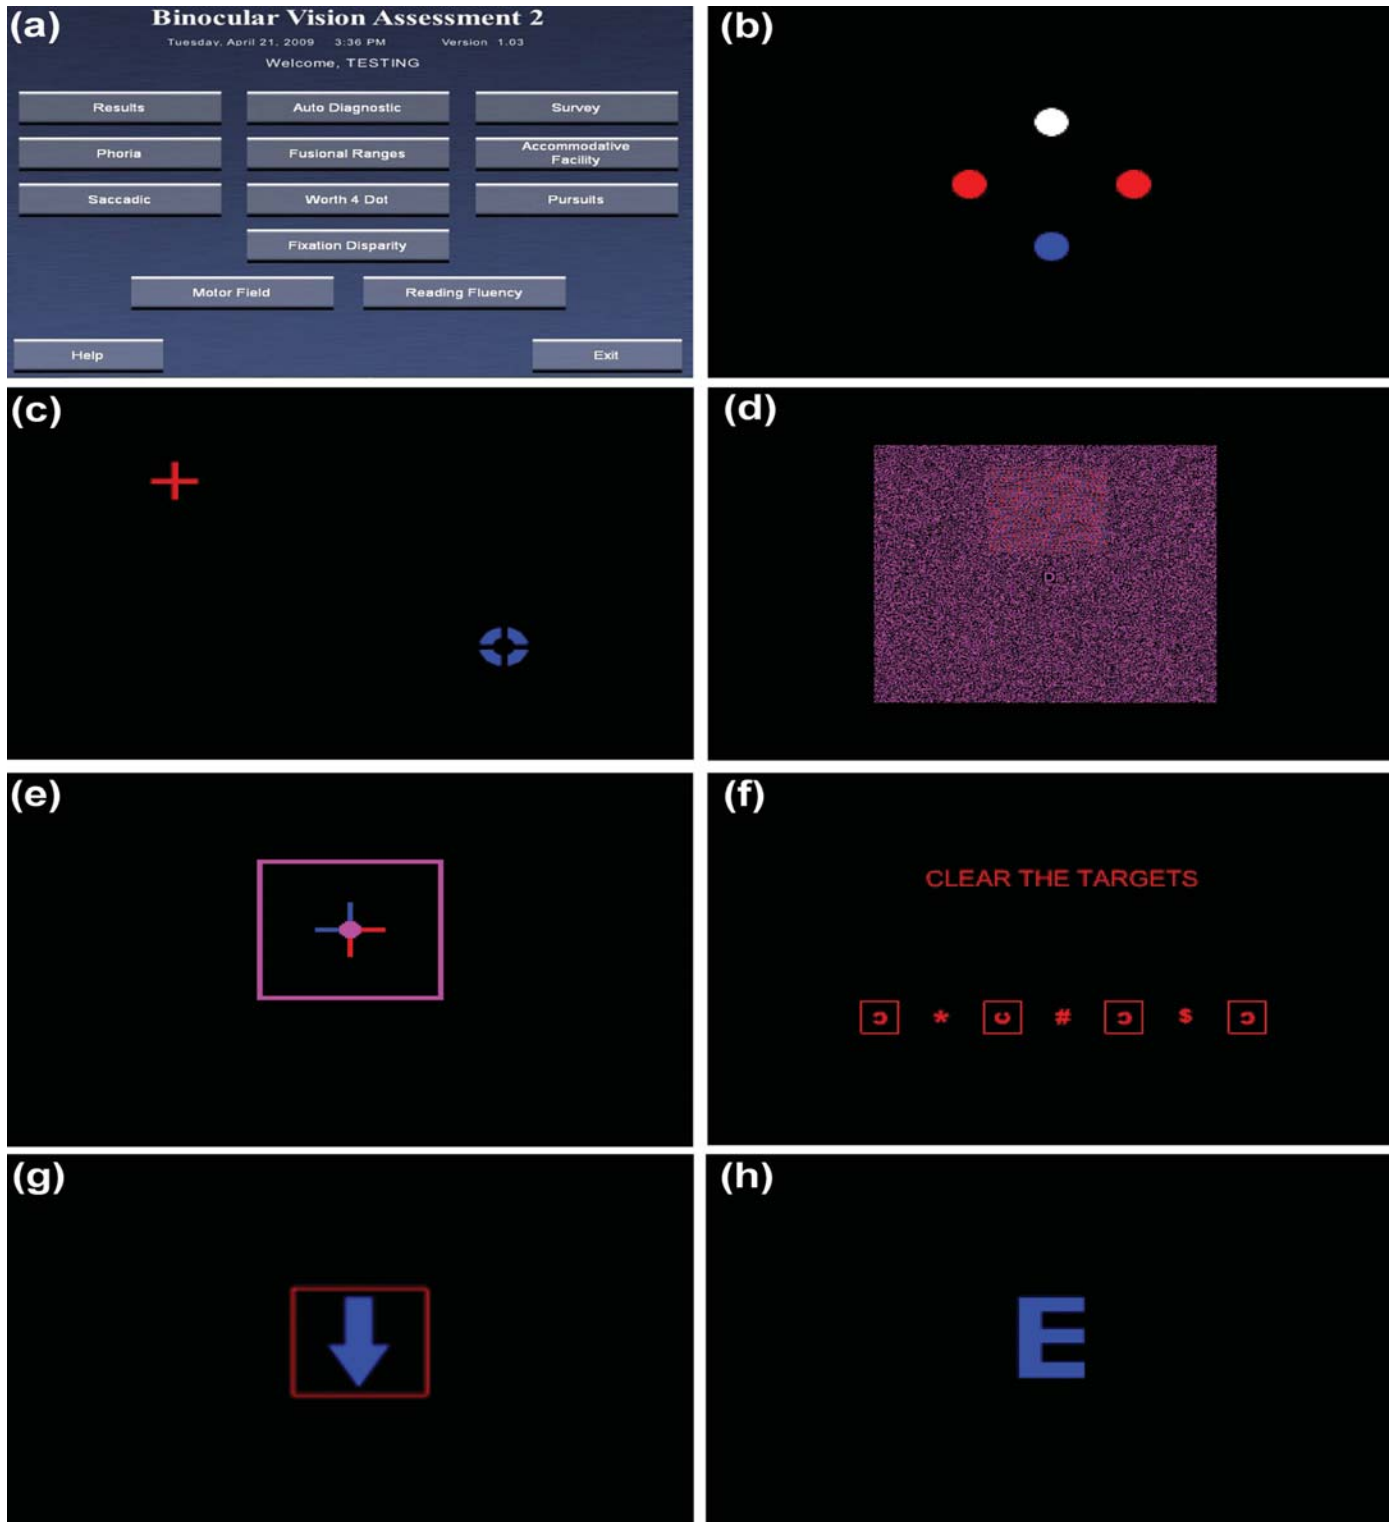 (a)
Binocular Vision Assessment 2
Tuesday, April 21, 2009 3:36 PM Version 1.03
Welcome, TESTING
Results Auto Diagnostic Survey
Phoria Fusional Ranges Accommodative
Facility
Saccadic Worth 4 Dot Pursuits
Fixation Disparity
Motor Field Reading Fluency
Help Exit
(b)
(c)
(d)
(e)
(f)
CLEAR THE TARGETS
ɔ * ں # ɔ $ ɔ
(g)
(h)
E